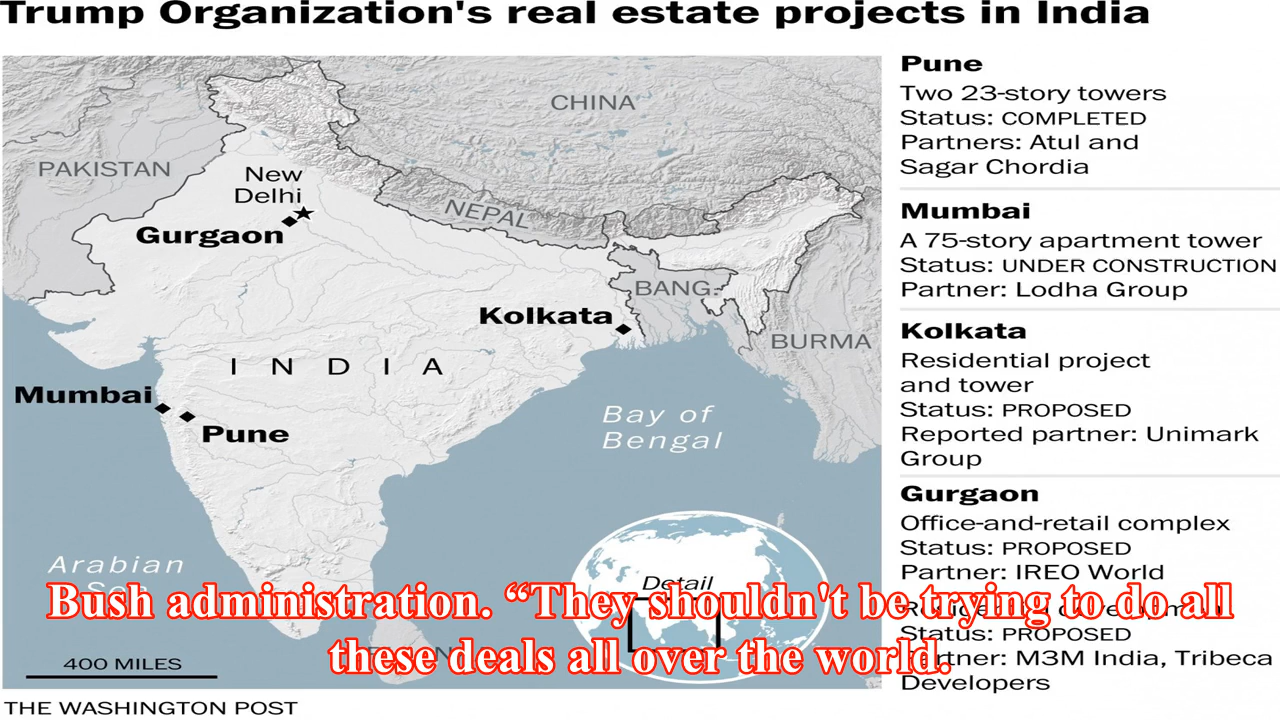 Trump Organization's real estate projects in India
CHINA
PAKISTAN
New
Delhi
Gurgaon
NEPAL
BANG.
Kolkata
BURMA
I N D I A
Mumbai
Pune
Bay of
Bengal
Arabian
Detail
400 MILES
THE WASHINGTON POST
Pune
Two 23-story towers
Status: COMPLETED
Partners: Atul and
Sagar Chordia
Mumbai
A 75-story apartment tower
Status: UNDER CONSTRUCTION
Partner: Lodha Group
Kolkata
Residential project
and tower
Status: PROPOSED
Reported partner: Unimark
Group
Gurgaon
Office-and-retail complex
Status: PROPOSED
Partner: IREO World
Status: PROPOSED
Partner: M3M India, Tribeca
Developers
Bush administration. “They shouldn't be trying to do all
these deals all over the world.